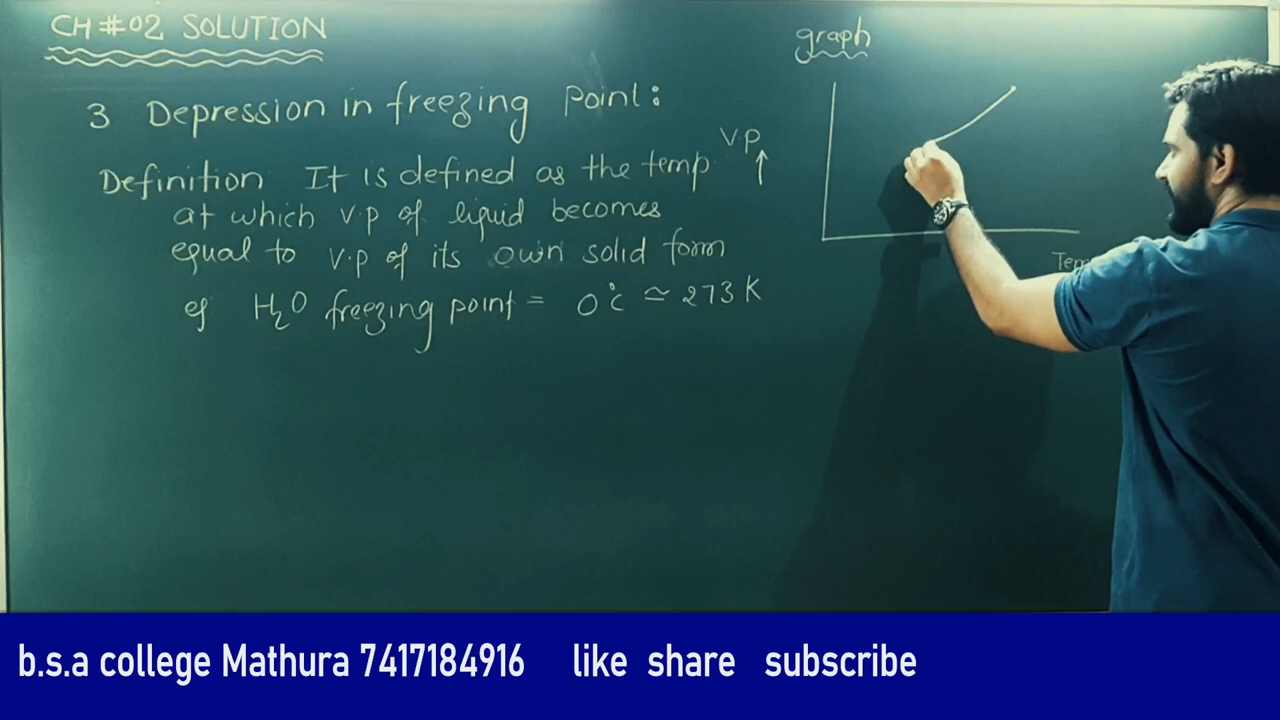 CH #02 SOLUTION
graph
3 Depression in freezing point:
Definition It is defined as the temp
at which v.p of liquid becomes
equal to v.p of its own solid form
eg H2O freezing point = 0°C ≃ 273 K
VP ↑
Tem
b.s.a college Mathura 7417184916 like share subscribe